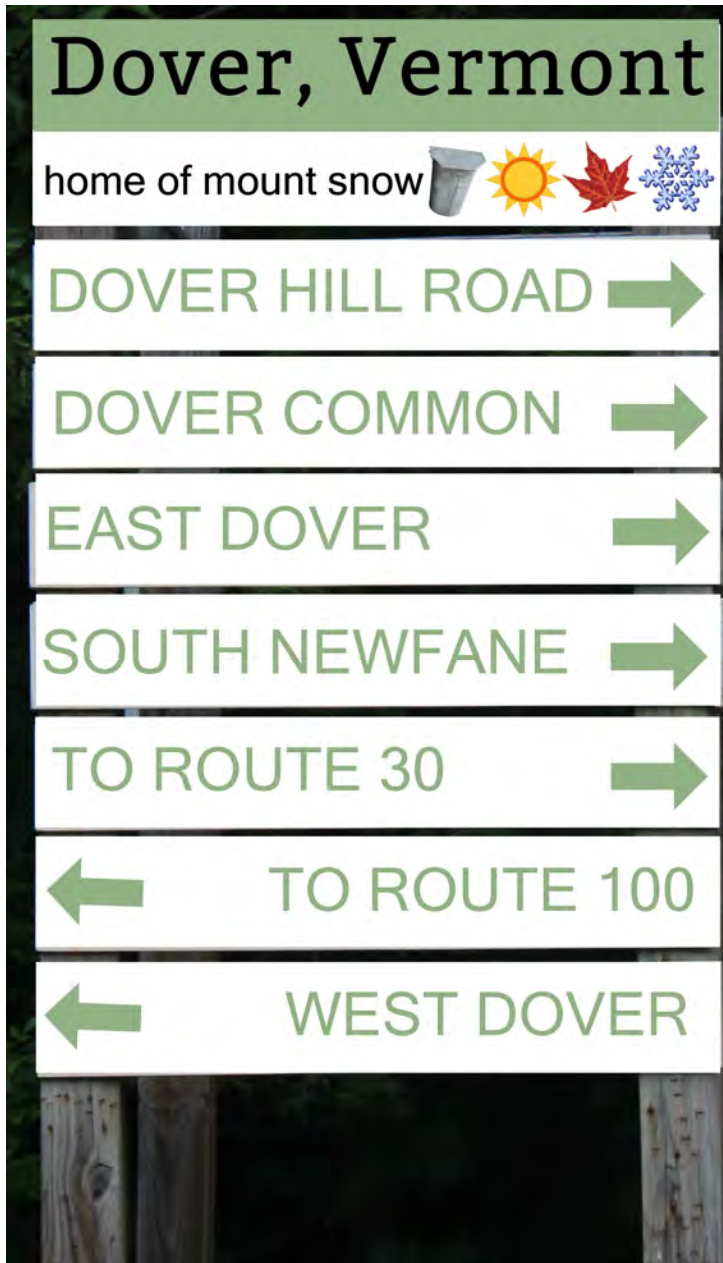 Dover, Vermont
home of mount snow
DOVER HILL ROAD
DOVER COMMON
EAST DOVER
SOUTH NEWFANE
TO ROUTE 30
TO ROUTE 100
WEST DOVER